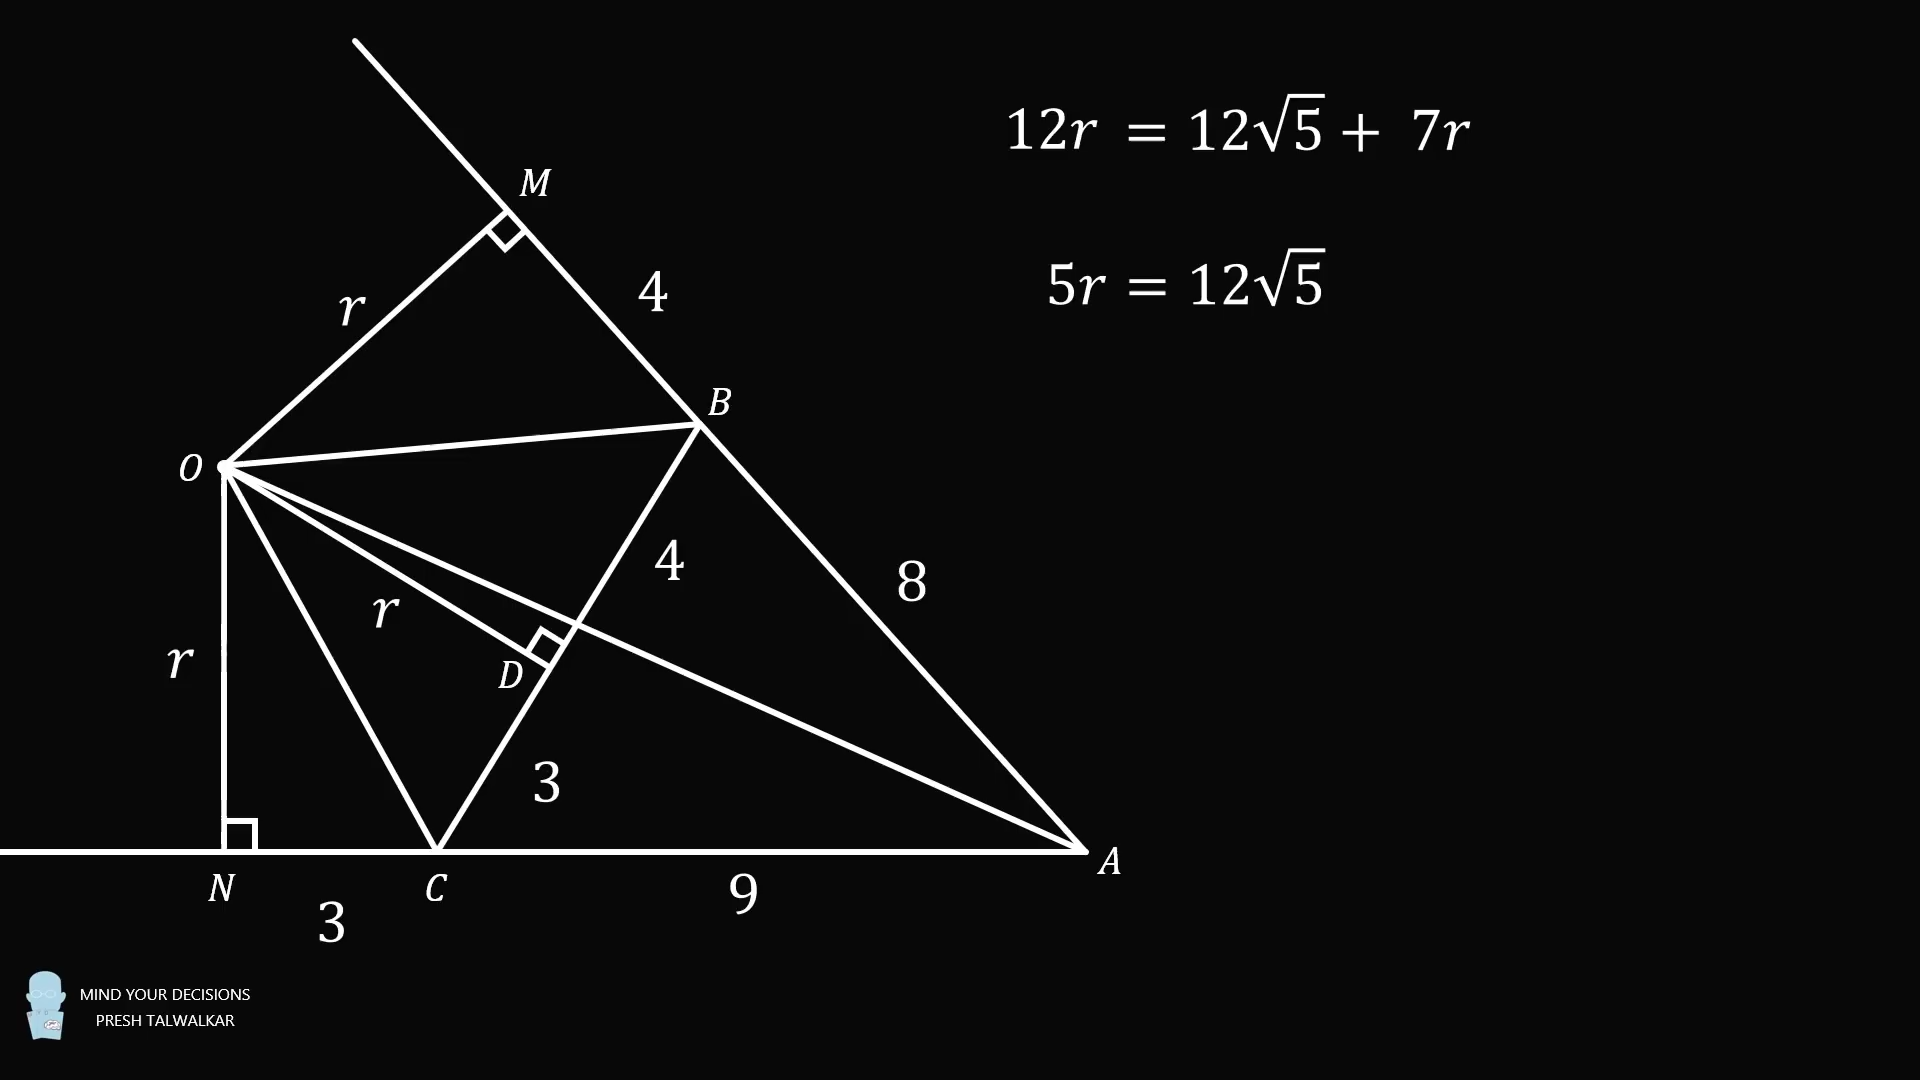 12r = 12√5 + 7r
M
4
5r = 12√5
r
B
O
4
8
r
r
D
3
A
N
C
9
3
MIND YOUR DECISIONS
PRESH TALWALKAR